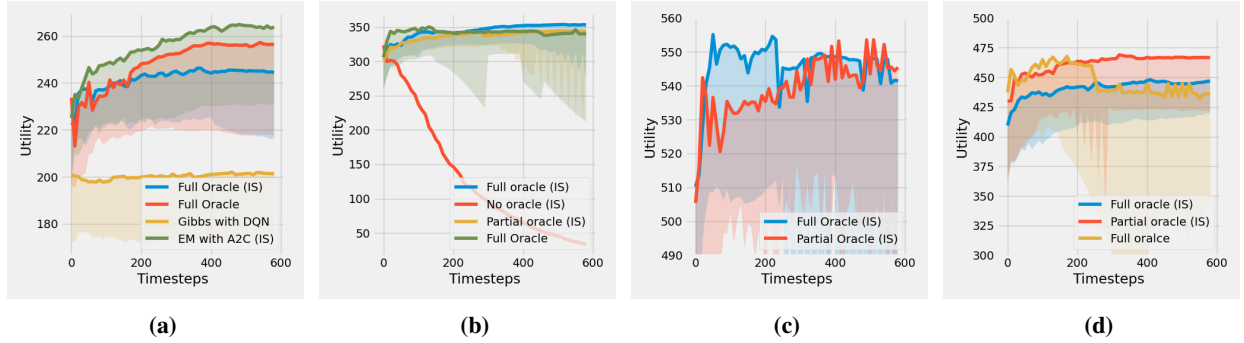 260
240
220
200
180
Utility
0
200
400
600
Timesteps
Full Oracle (IS)
Full Oracle
Gibbs with DQN
EM with A2C (IS)
(a)
350
300
250
200
150
100
50
Utility
0
200
400
600
Timesteps
Full oracle (IS)
No oracle (IS)
Partial oracle (IS)
Full Oracle
(b)
560
550
540
530
520
510
500
490
Utility
0
200
400
600
Timesteps
Full Oracle (IS)
Partial Oracle (IS)
(c)
500
475
450
425
400
375
350
325
300
Utility
0
200
400
600
Timesteps
Full oracle (IS)
Partial oracle (IS)
Full oralce
(d)